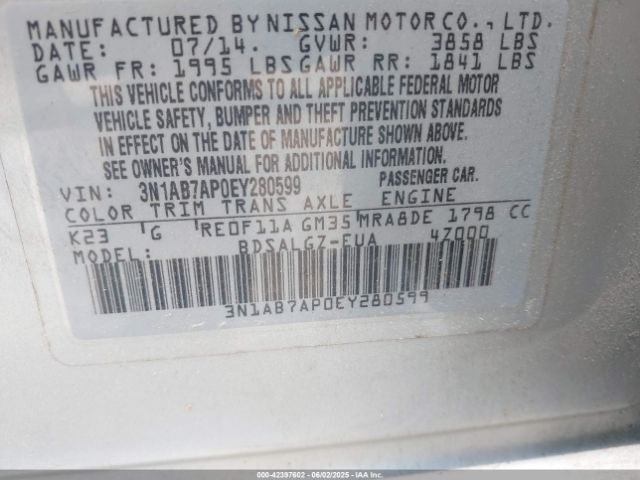 MANUFACTURED BY NISSAN MOTOR CO., LTD.
DATE: 07/14. GVWR: 3858 LBS
GAWR FR: 1995 LBS GAWR RR: 1841 LBS
THIS VEHICLE CONFORMS TO ALL APPLICABLE FEDERAL MOTOR
VEHICLE SAFETY, BUMPER AND THEFT PREVENTION STANDARDS
IN EFFECT ON THE DATE OF MANUFACTURE SHOWN ABOVE.
SEE OWNER'S MANUAL FOR ADDITIONAL INFORMATION.
VIN: 3N1AB7AP0EY280599 PASSENGER CAR.
COLOR TRIM TRANS AXLE ENGINE
K23 'G 'RE0F11A GM35 'MRA8DE 1798 CC
MODEL: BDSALGZ-EUA 47000
3N1AB7AP0EY280599
00-42397602 - 06/02/2025 - IAAI.COM